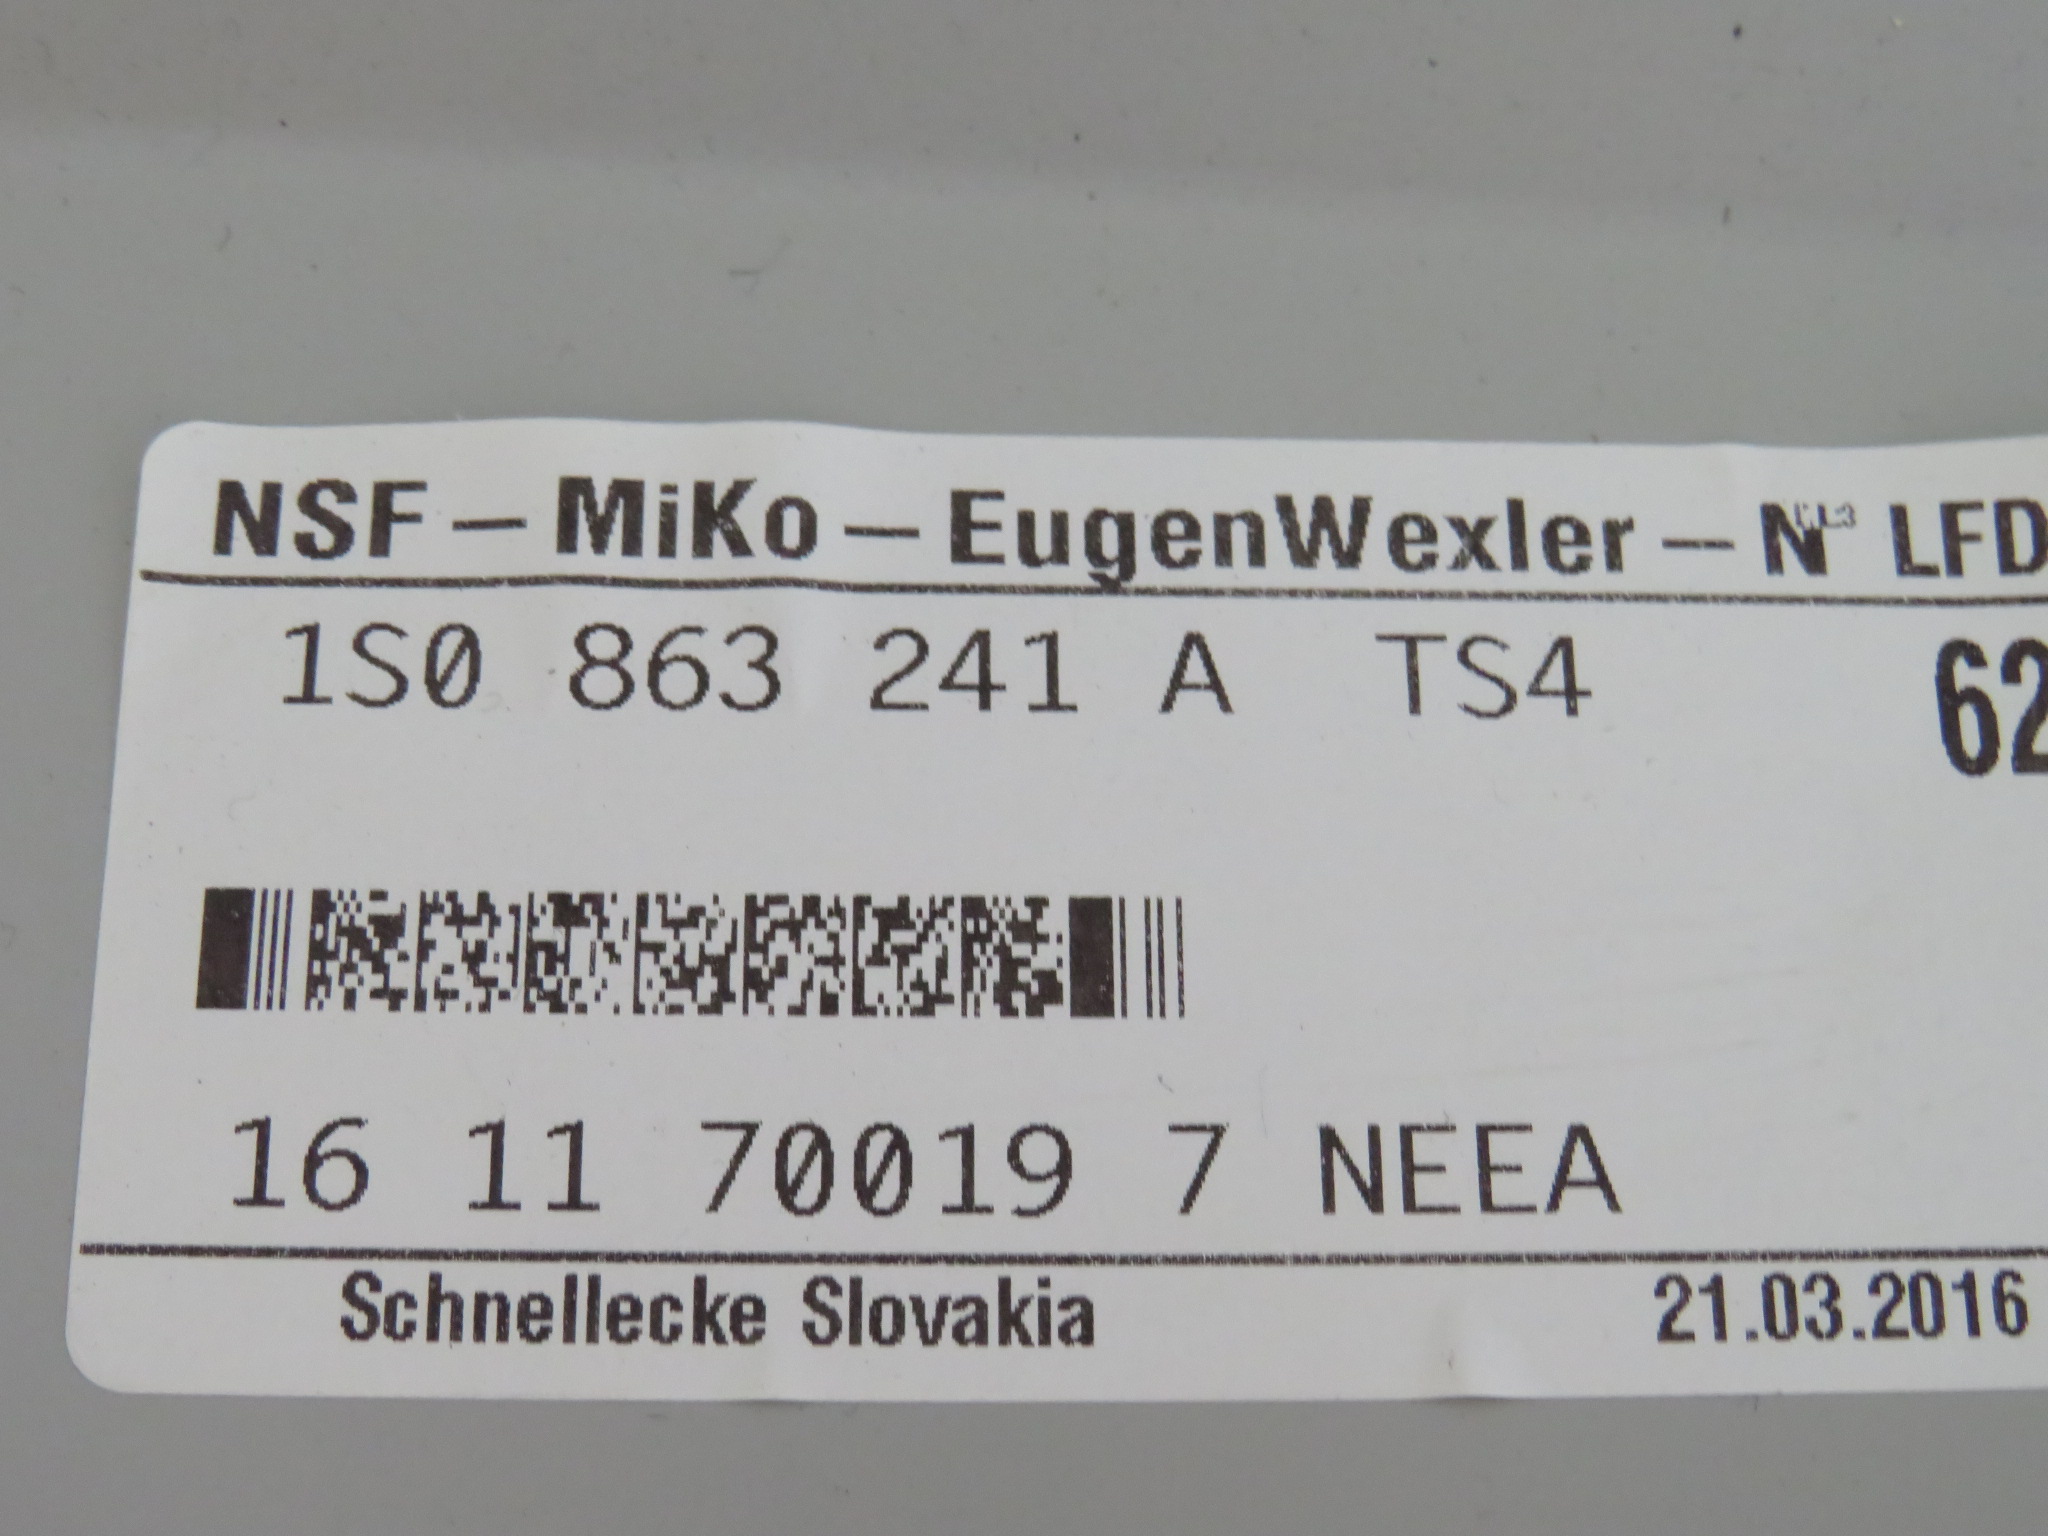 NSF – MiKo – EugenWexler – N LFD
1S0 863 241 A TS4
62
16 11 70019 7 NEEA
Schnellecke Slovakia 21.03.2016